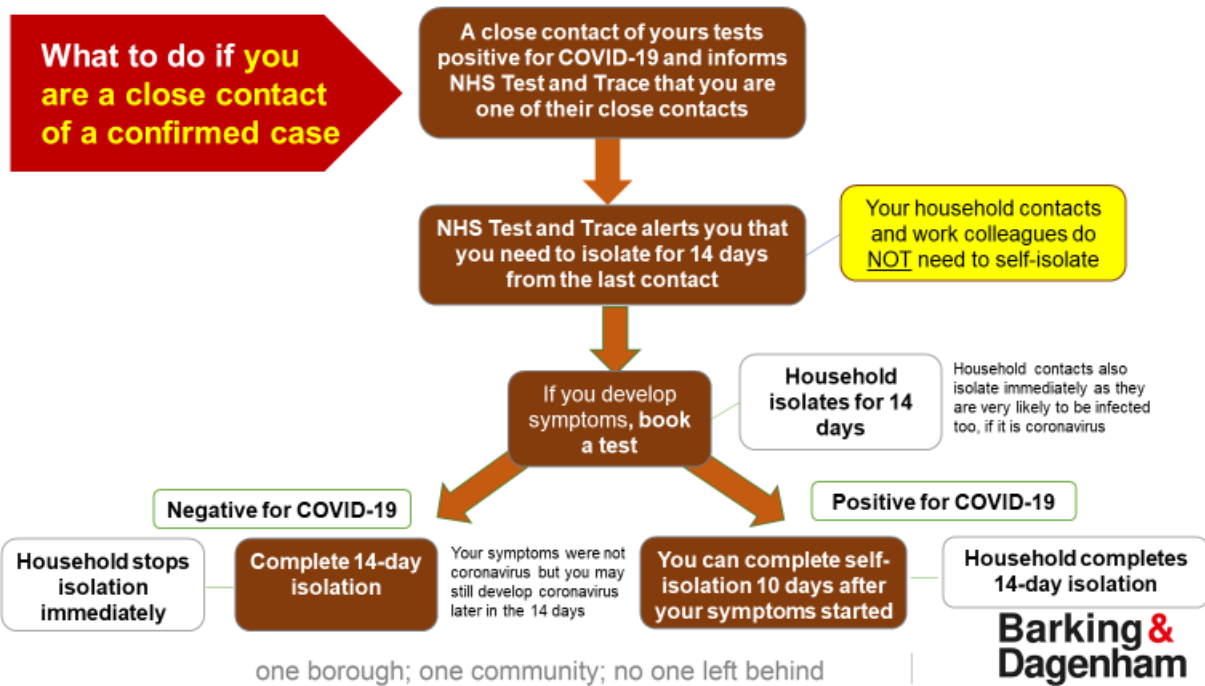 What to do if you
are a close contact
of a confirmed case
A close contact of yours tests
positive for COVID-19 and informs
NHS Test and Trace that you are
one of their close contacts
NHS Test and Trace alerts you that
you need to isolate for 14 days
from the last contact
Your household contacts
and work colleagues do
NOT need to self-isolate
If you develop
symptoms, book
a test
Household
isolates for 14
days
Household contacts also
isolate immediately as they
are very likely to be infected
too, if it is coronavirus
Negative for COVID-19
Positive for COVID-19
Household stops
isolation
immediately
Complete 14-day
isolation
Your symptoms were not
coronavirus but you may
still develop coronavirus
later in the 14 days
You can complete self-
isolation 10 days after
your symptoms started
Household completes
14-day isolation
one borough; one community; no one left behind
Barking &
Dagenham